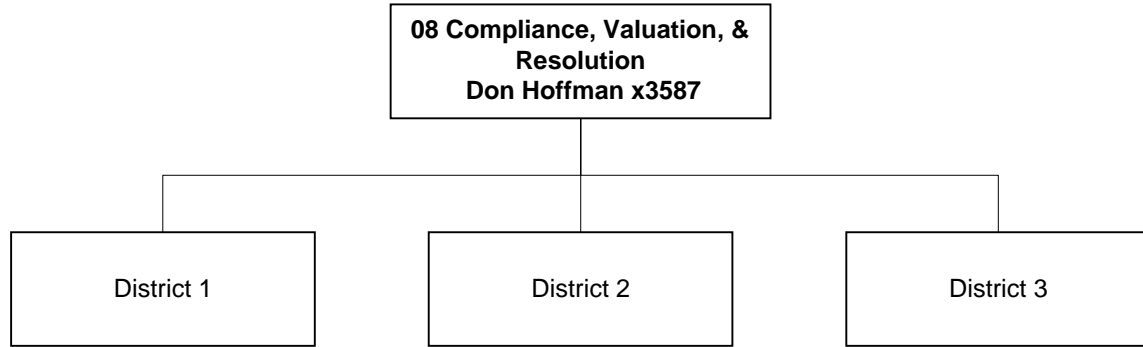 08 Compliance, Valuation, &
Resolution
Don Hoffman x3587
District 1
District 2
District 3